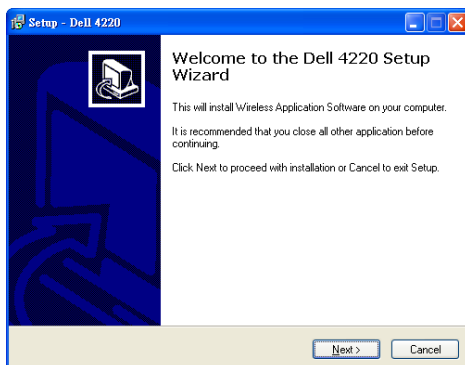 Setup - Dell 4220
Welcome to the Dell 4220 Setup
Wizard
This will install Wireless Application Software on your computer.
It is recommended that you close all other application before
continuing.
Click Next to proceed with installation or Cancel to exit Setup.
Next >
Cancel